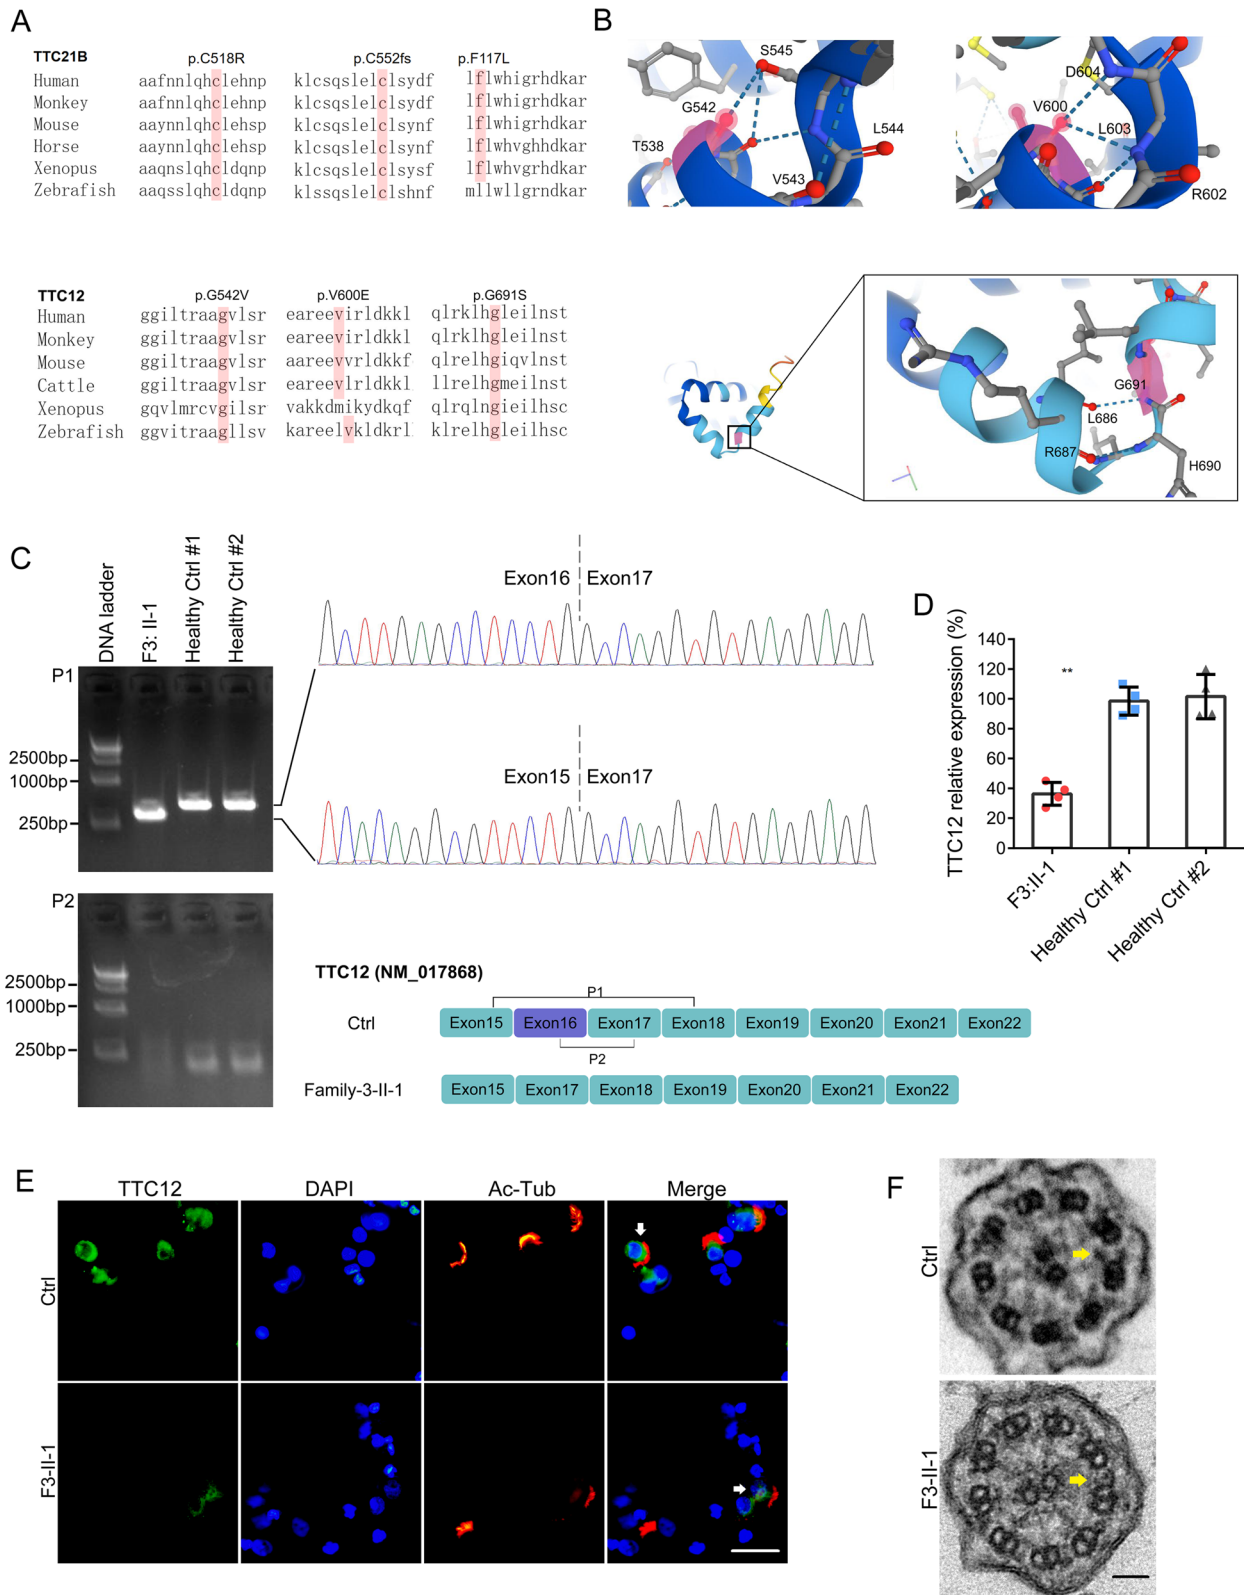 A
TTC21B p.C518R p.C552fs p.F117L
Human aafnnlqhclehnp klcsqslelclsydf lflwhigrhdkar
Monkey aafnnlqhclehnp klcsqslelclsydf lflwhigrhdkar
Mouse aaynnlqhclehsp klcsqslelclsynf lflwhigrhdkar
Horse aaynnlqhclehsp klcsqslelclsynf lflwhvghhdkar
Xenopus aaqnslqhcldqnp klcsqslelclsynf lflwhvgrhdkar
Zebrafish aaqsslqhcldqnp klssqslelclshnf mllwllgrndkar
TTC12 p.G542V p.V600E p.G691S
Human ggiltraagvlsr eareevirldkkl qlrklhgleilnst
Monkey ggiltraagvlsr eareevirldkkl qlrklhgleilnst
Mouse ggiltraagvlsr aareevvrldkkf qlrelhgiqvlnst
Cattle ggiltraagvlsr eareevlrldkkl llrelhgmeilnst
Xenopus gqvlmrcvgilsr vakkdmikydkqf qlrqlngieilhsc
Zebrafish ggvitraagllsv kareelvkldkrl klrelhgleilhsc
B
S545
G542
T538
L544
V543
D604
V600
L603
R602
G691
L686
R687
H690
C
DNA ladder
F3: II-1
Healthy Ctrl #1
Healthy Ctrl #2
P1
2500bp
1000bp
250bp
Exon16 Exon17
Exon15 Exon17
P2
2500bp
1000bp
250bp
TTC12 (NM_017868)
P1
Ctrl Exon15 Exon16 Exon17 Exon18 Exon19 Exon20 Exon21 Exon22
P2
Family-3-II-1 Exon15 Exon17 Exon18 Exon19 Exon20 Exon21 Exon22
D
TTC12 relative expression (%)
140
120
100
80
60
40
20
0
**
F3:II-1
Healthy Ctrl #1
Healthy Ctrl #2
E
TTC12 DAPI Ac-Tub Merge
Ctrl
F3-II-1
F
Ctrl
F3-II-1